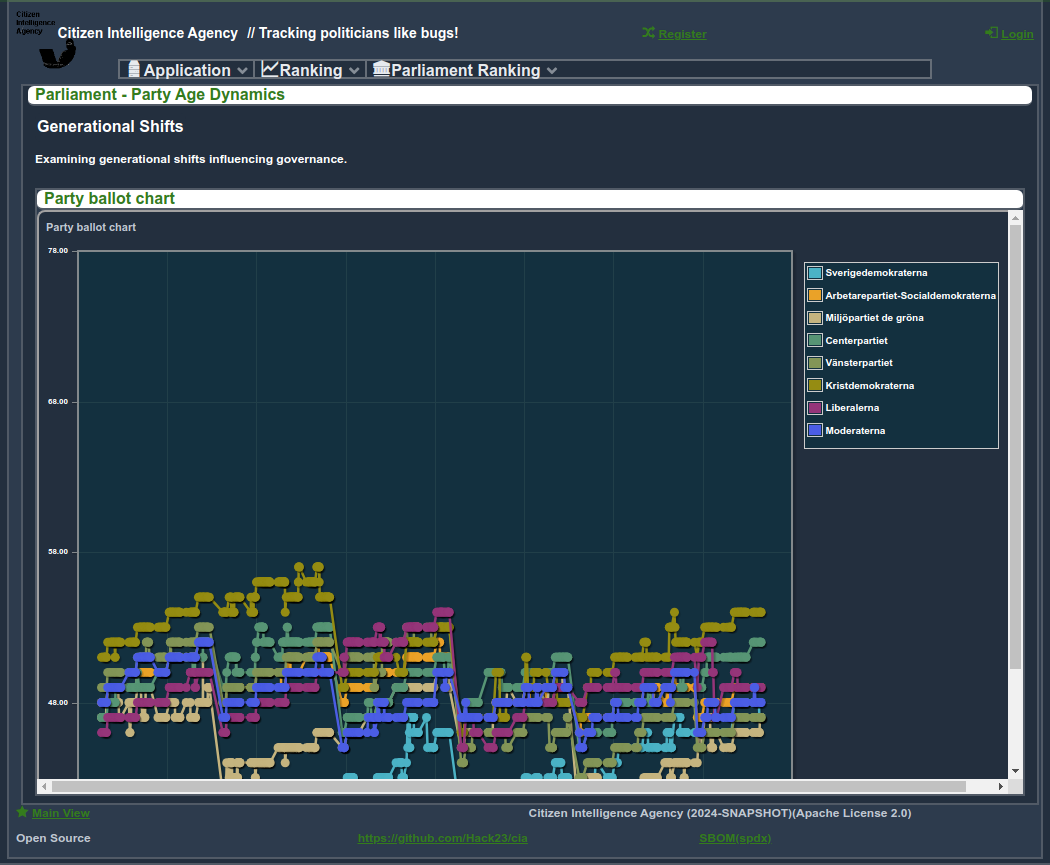 Citizen
Intelligence
Agency
Citizen Intelligence Agency // Tracking politicians like bugs!
Register
Login
Application
Ranking
Parliament Ranking
Parliament - Party Age Dynamics
Generational Shifts
Examining generational shifts influencing governance.
Party ballot chart
Party ballot chart
78.00
68.00
58.00
48.00
Sverigedemokraterna
Arbetarepartiet-Socialdemokraterna
Miljöpartiet de gröna
Centerpartiet
Vänsterpartiet
Kristdemokraterna
Liberalerna
Moderaterna
Main View
Citizen Intelligence Agency (2024-SNAPSHOT)(Apache License 2.0)
Open Source
https://github.com/Hack23/cia
SBOM(spdx)